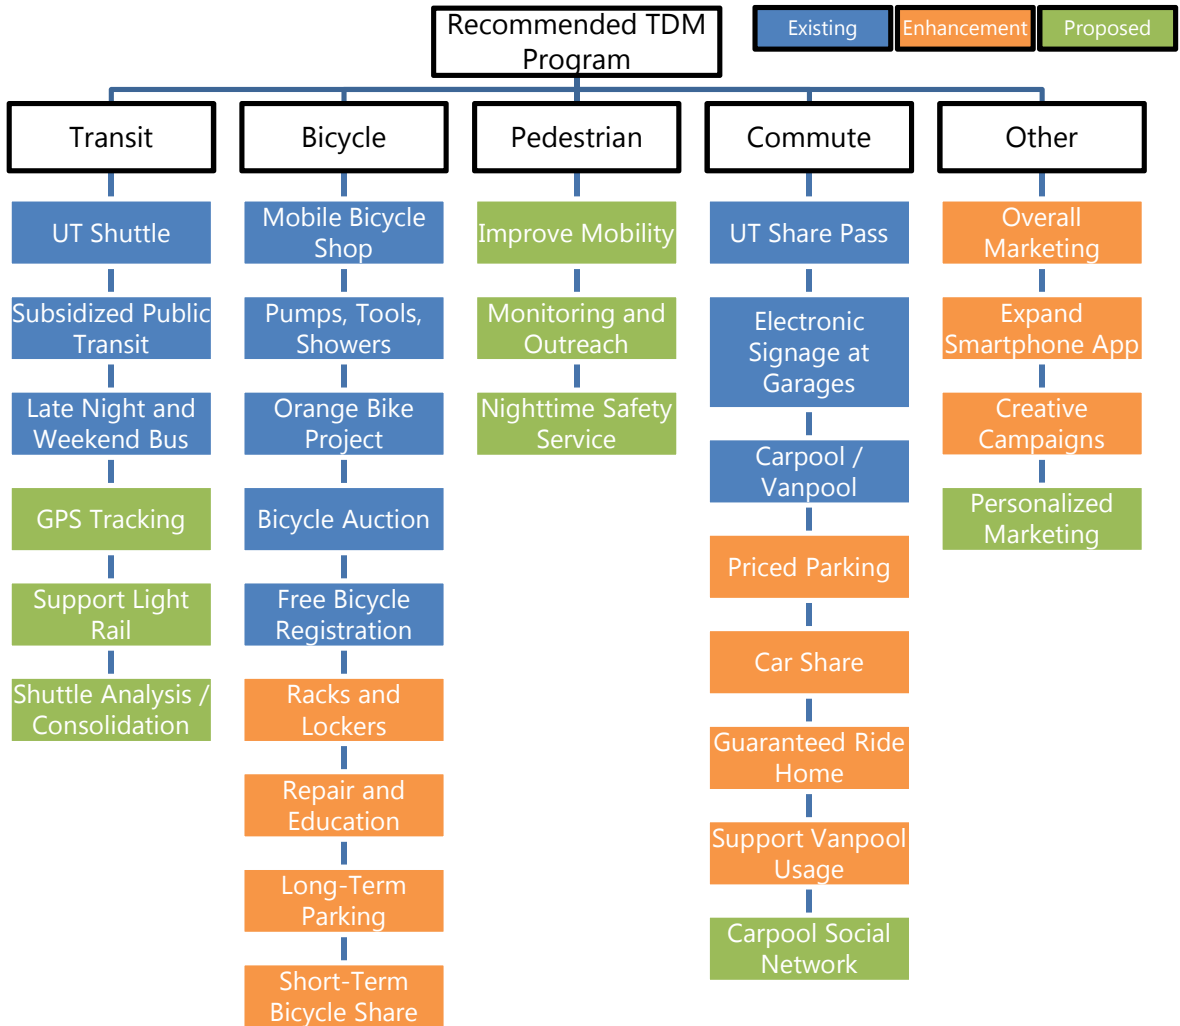 Recommended TDM
Program
Existing
Enhancement
Proposed
Transit
Bicycle
Pedestrian
Commute
Other
UT Shuttle
Subsidized Public
Transit
Late Night and
Weekend Bus
GPS Tracking
Support Light
Rail
Shuttle Analysis /
Consolidation
Mobile Bicycle
Shop
Pumps, Tools,
Showers
Orange Bike
Project
Bicycle Auction
Free Bicycle
Registration
Racks and
Lockers
Repair and
Education
Long-Term
Parking
Short-Term
Bicycle Share
Improve Mobility
Monitoring and
Outreach
Nighttime Safety
Service
UT Share Pass
Electronic
Signage at
Garages
Carpool /
Vanpool
Priced Parking
Car Share
Guaranteed Ride
Home
Support Vanpool
Usage
Carpool Social
Network
Overall
Marketing
Expand
Smartphone App
Creative
Campaigns
Personalized
Marketing